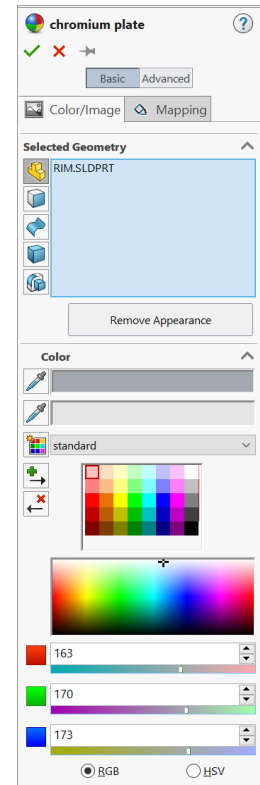 chromium plate
?
Basic Advanced
Color/Image Mapping
Selected Geometry
RIM.SLDPRT
Remove Appearance
Color
standard
163
170
173
RGB HSV